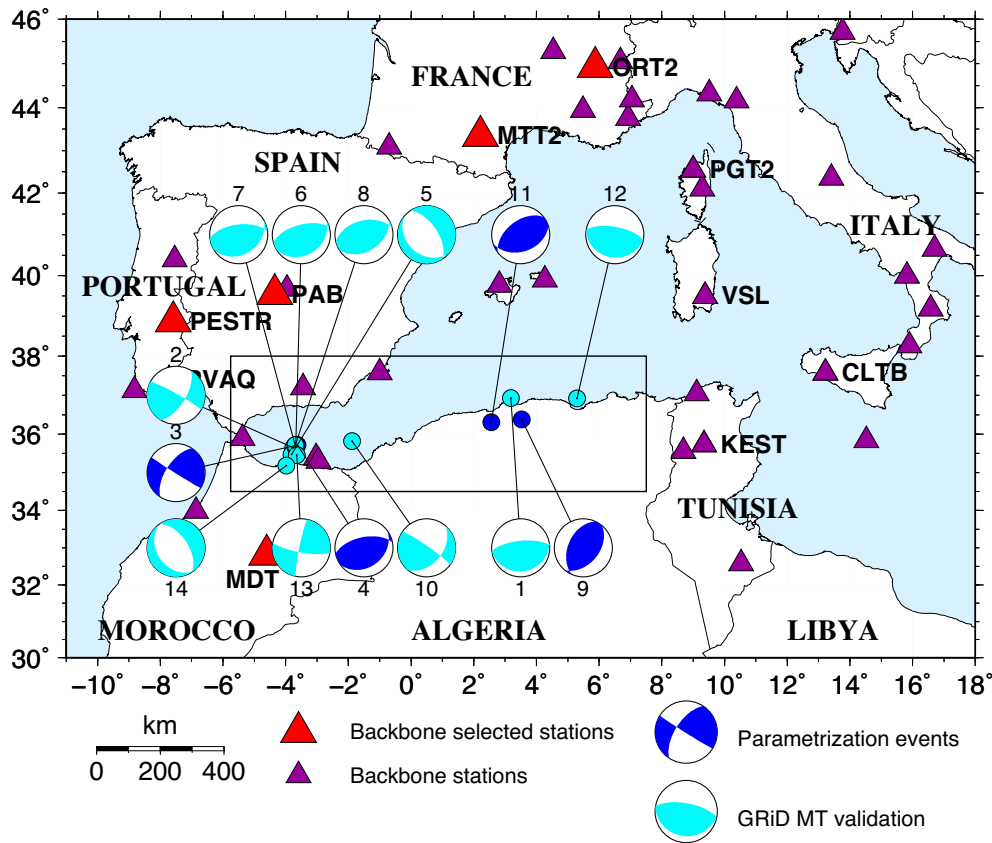 46°
44°
42°
40°
38°
36°
34°
32°
30°
FRANCE
ORT2
MTT2
SPAIN
PGT2
7
6
8
5
11
12
ITALY
PORTUGAL
PAB
VSL
PESTR
2
PVAQ
CLTB
3
KEST
TUNISIA
MDT
14
13
4
10
1
9
MOROCCO
ALGERIA
LIBYA
−10°
−8°
−6°
−4°
−2°
0
2°
4°
6°
8°
10°
12°
14°
16°
18°
km
0 200 400
Backbone selected stations
Backbone stations
Parametrization events
GRiD MT validation